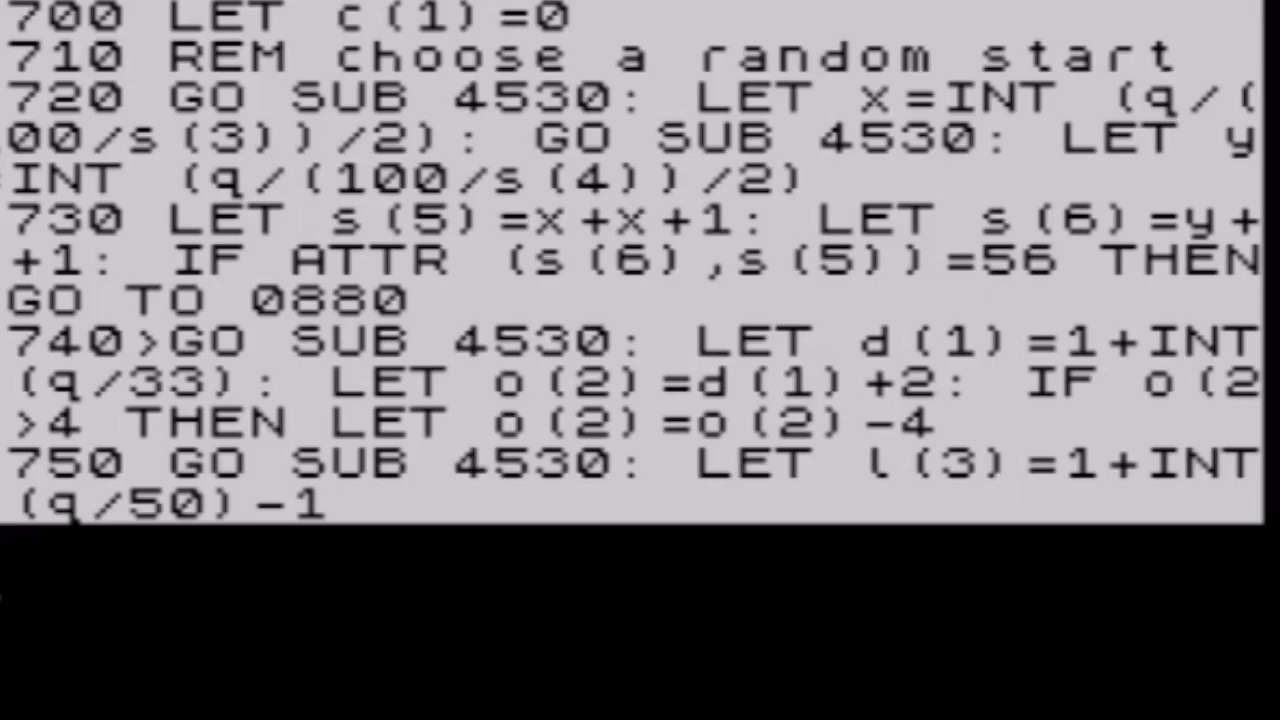 700 LET c(1)=0
710 REM choose a random start
720 GO SUB 4530: LET x=INT (q/(
00/s(3))/2): GO SUB 4530: LET y
=INT (q/(100/s(4))/2)
730 LET s(5)=x+x+1: LET s(6)=y+
+1: IF ATTR (s(6),s(5))=56 THEN
GO TO 0880
740>GO SUB 4530: LET d(1)=1+INT
(q/33): LET o(2)=d(1)+2: IF o(2
>4 THEN LET o(2)=o(2)-4
750 GO SUB 4530: LET l(3)=1+INT
(q/50)-1